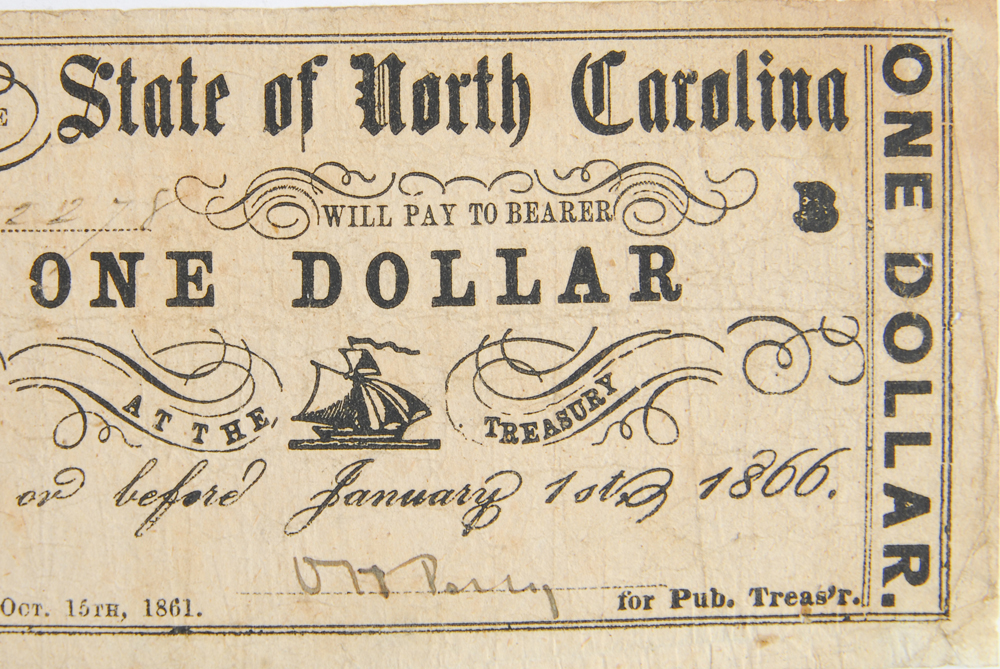 E State of North Carolina
2278
WILL PAY TO BEARER
B
ONE DOLLAR
AT THE TREASURY
or before January 1st, 1866.
Oct. 15th, 1861.
for Pub. Treas'r.
ONE DOLLAR.